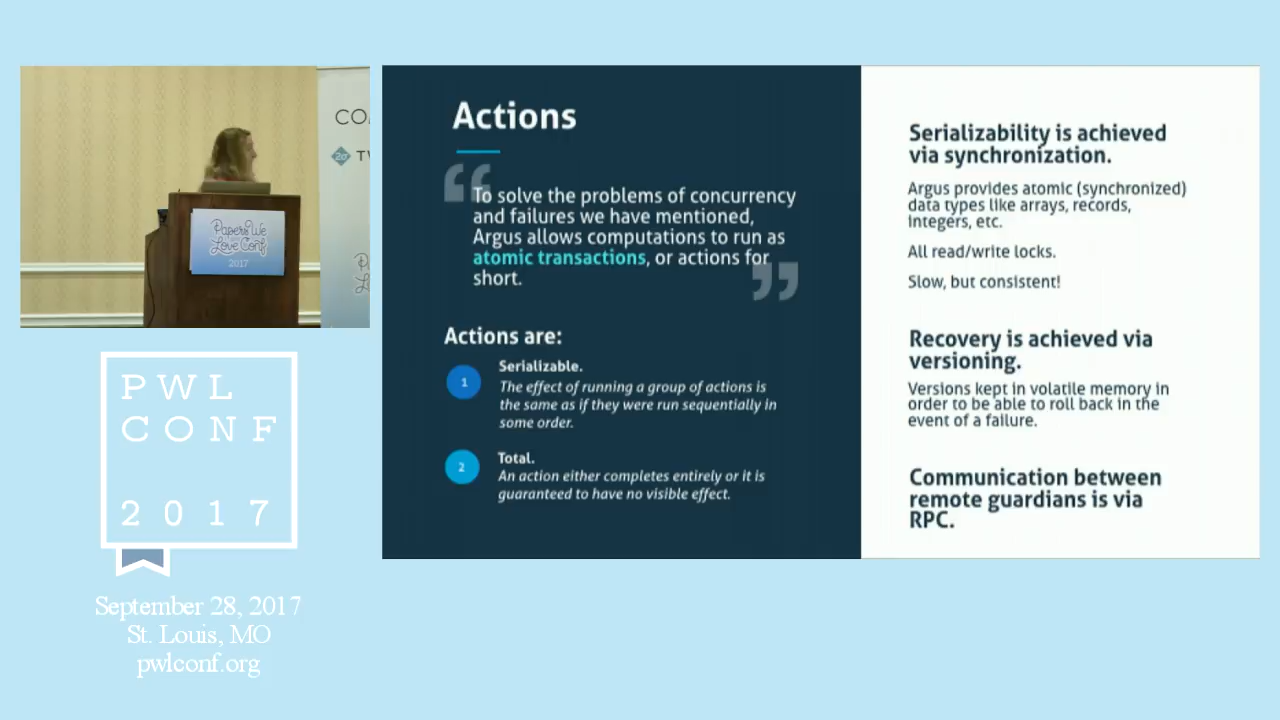 CO
TW
Papers We
Love Conf
2017
PWL
CONF
2017
September 28, 2017
St. Louis, MO
pwlconf.org
Actions
“To solve the problems of concurrency
and failures we have mentioned,
Argus allows computations to run as
atomic transactions, or actions for
short.”
Actions are:
1 Serializable.
The effect of running a group of actions is
the same as if they were run sequentially in
some order.
2 Total.
An action either completes entirely or it is
guaranteed to have no visible effect.
Serializability is achieved
via synchronization.
Argus provides atomic (synchronized)
data types like arrays, records,
integers, etc.
All read/write locks.
Slow, but consistent!
Recovery is achieved via
versioning.
Versions kept in volatile memory in
order to be able to roll back in the
event of a failure.
Communication between
remote guardians is via
RPC.